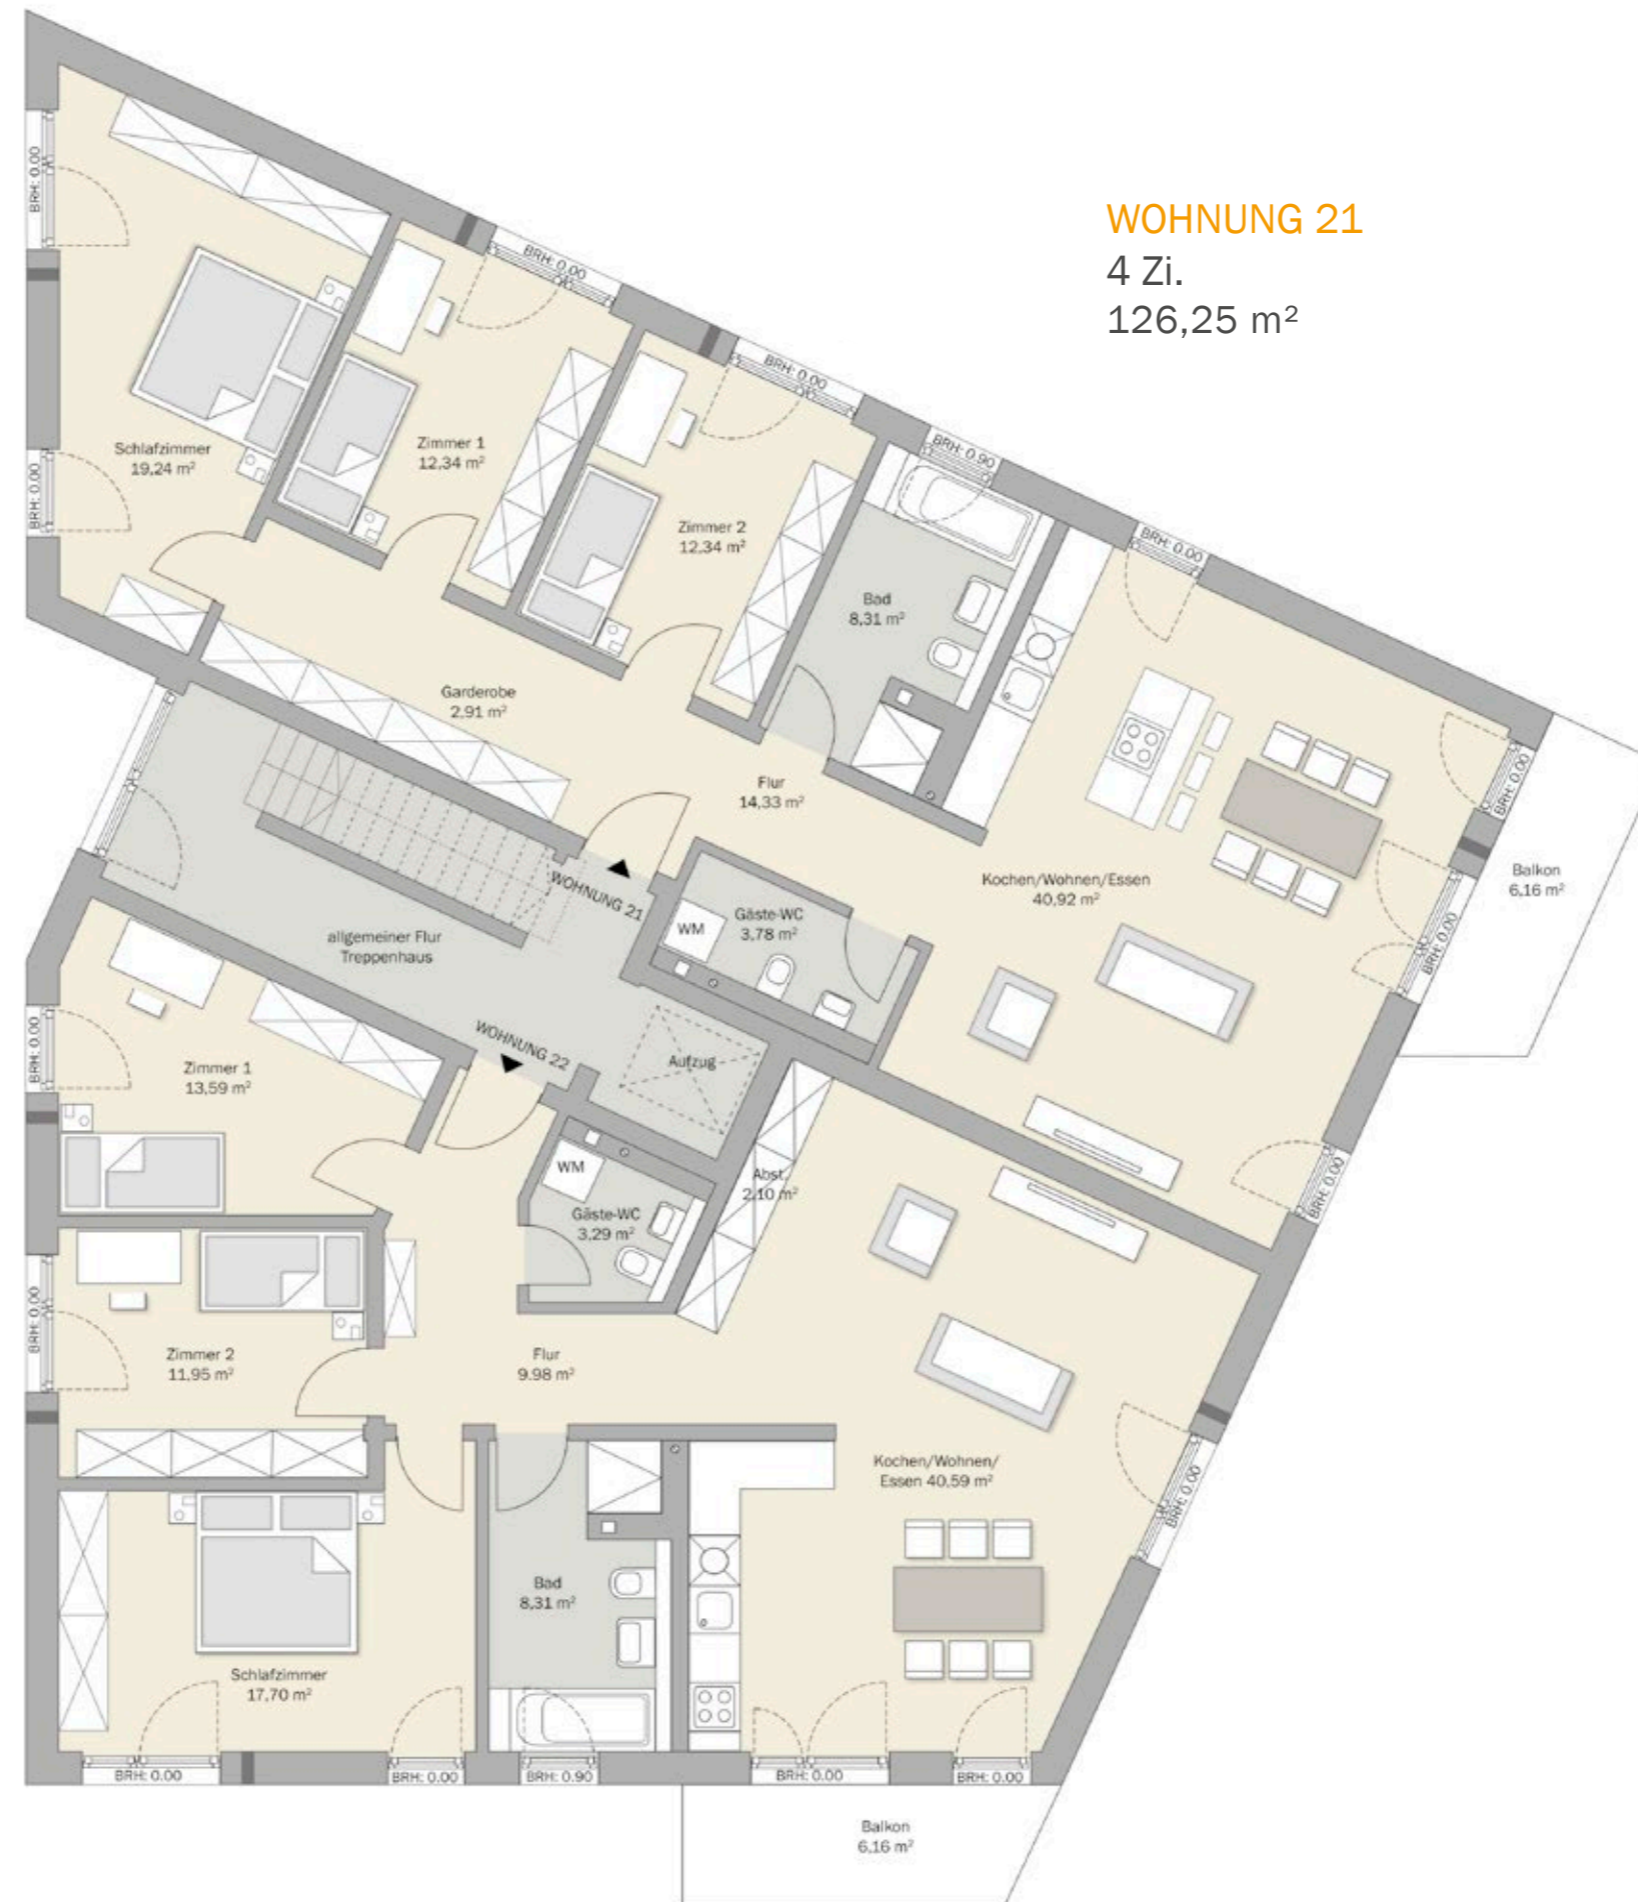 WOHNUNG 21
4 Zi.
126,25 m²
BRH: 0.00
BRH: 0.00
BRH: 0.00
BRH: 0.00
BRH: 0.90
BRH: 0.00
Schlafzimmer
19,24 m²
Zimmer 1
12,34 m²
Zimmer 2
12,34 m²
Bad
8,31 m²
Garderobe
2,91 m²
Flur
14,33 m²
Kochen/Wohnen/Essen
40,92 m²
BRH: 0.00
BRH: 0.00
BRH: 0.00
Balkon
6,16 m²
WOHNUNG 21
WM
Gäste-WC
3,78 m²
allgemeiner Flur
Treppenhaus
WOHNUNG 22
Aufzug
BRH: 0.00
Zimmer 1
13,59 m²
WM
Gäste-WC
3,29 m²
Abst.
2,10 m²
BRH: 0.00
Zimmer 2
11,95 m²
Flur
9.98 m²
Kochen/Wohnen/
Essen 40,59 m²
BRH: 0.00
Bad
8,31 m²
Schlafzimmer
17,70 m²
BRH: 0.00
BRH: 0.00
BRH: 0.90
BRH: 0.00
BRH: 0.00
Balkon
6,16 m²